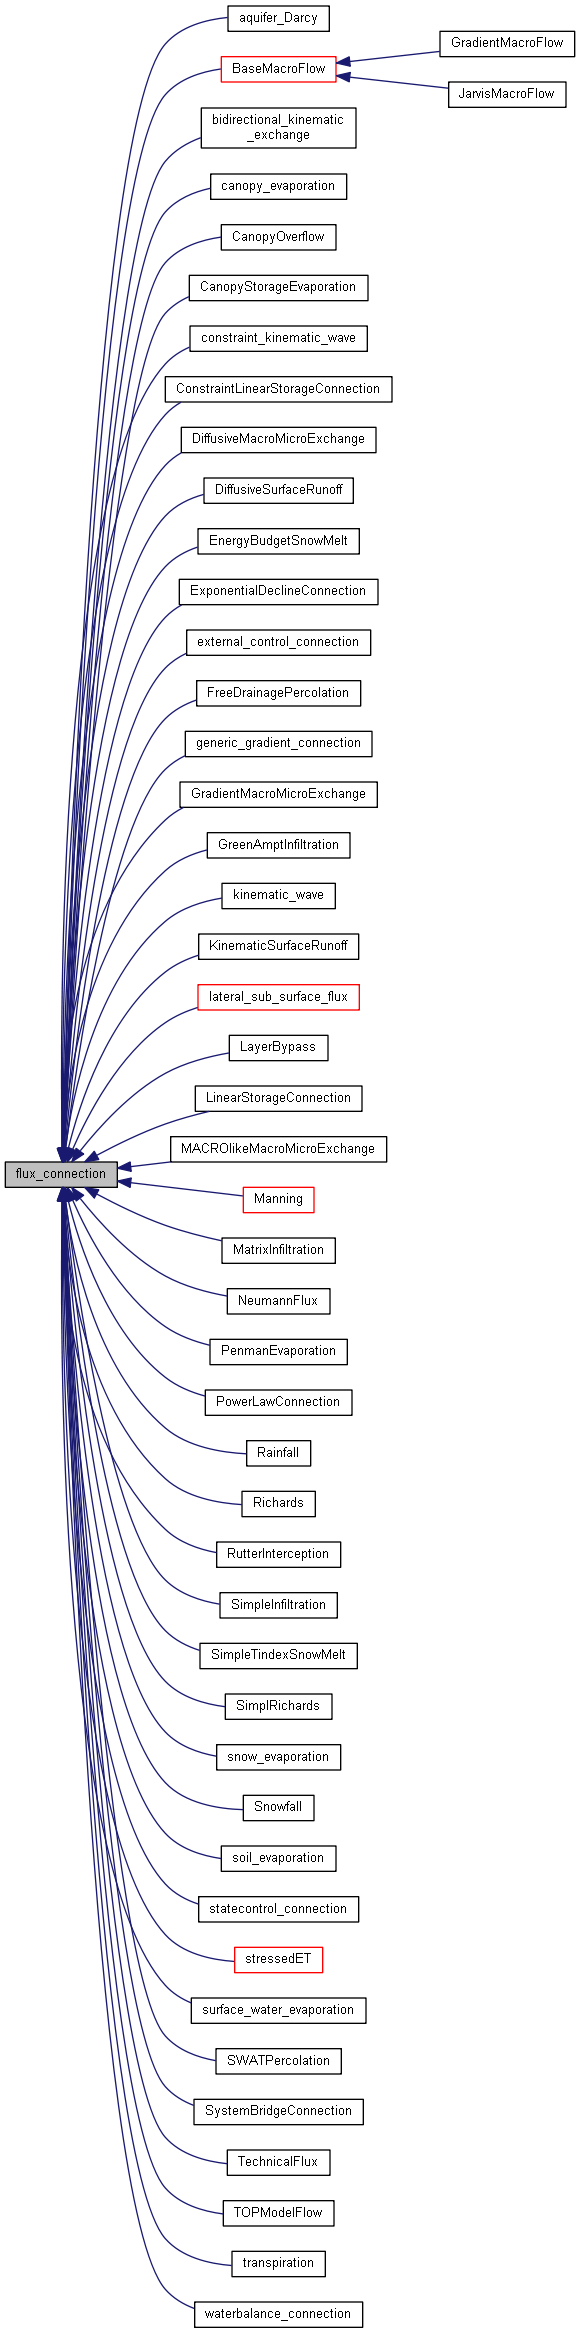 aquifer_Darcy
BaseMacroFlow
GradientMacroFlow
JarvisMacroFlow
bidirectional_kinematic
_exchange
canopy_evaporation
CanopyOverflow
CanopyStorageEvaporation
constraint_kinematic_wave
ConstraintLinearStorageConnection
DiffusiveMacroMicroExchange
DiffusiveSurfaceRunoff
EnergyBudgetSnowMelt
ExponentialDeclineConnection
external_control_connection
FreeDrainagePercolation
generic_gradient_connection
GradientMacroMicroExchange
GreenAmptInfiltration
kinematic_wave
KinematicSurfaceRunoff
lateral_sub_surface_flux
LayerBypass
LinearStorageConnection
MACROlikeMacroMicroExchange
flux_connection
Manning
MatrixInfiltration
NeumannFlux
PenmanEvaporation
PowerLawConnection
Rainfall
Richards
RutterInterception
SimpleInfiltration
SimpleTindexSnowMelt
SimplRichards
snow_evaporation
Snowfall
soil_evaporation
statecontrol_connection
stressedET
surface_water_evaporation
SWATPercolation
SystemBridgeConnection
TechnicalFlux
TOPModelFlow
transpiration
waterbalance_connection